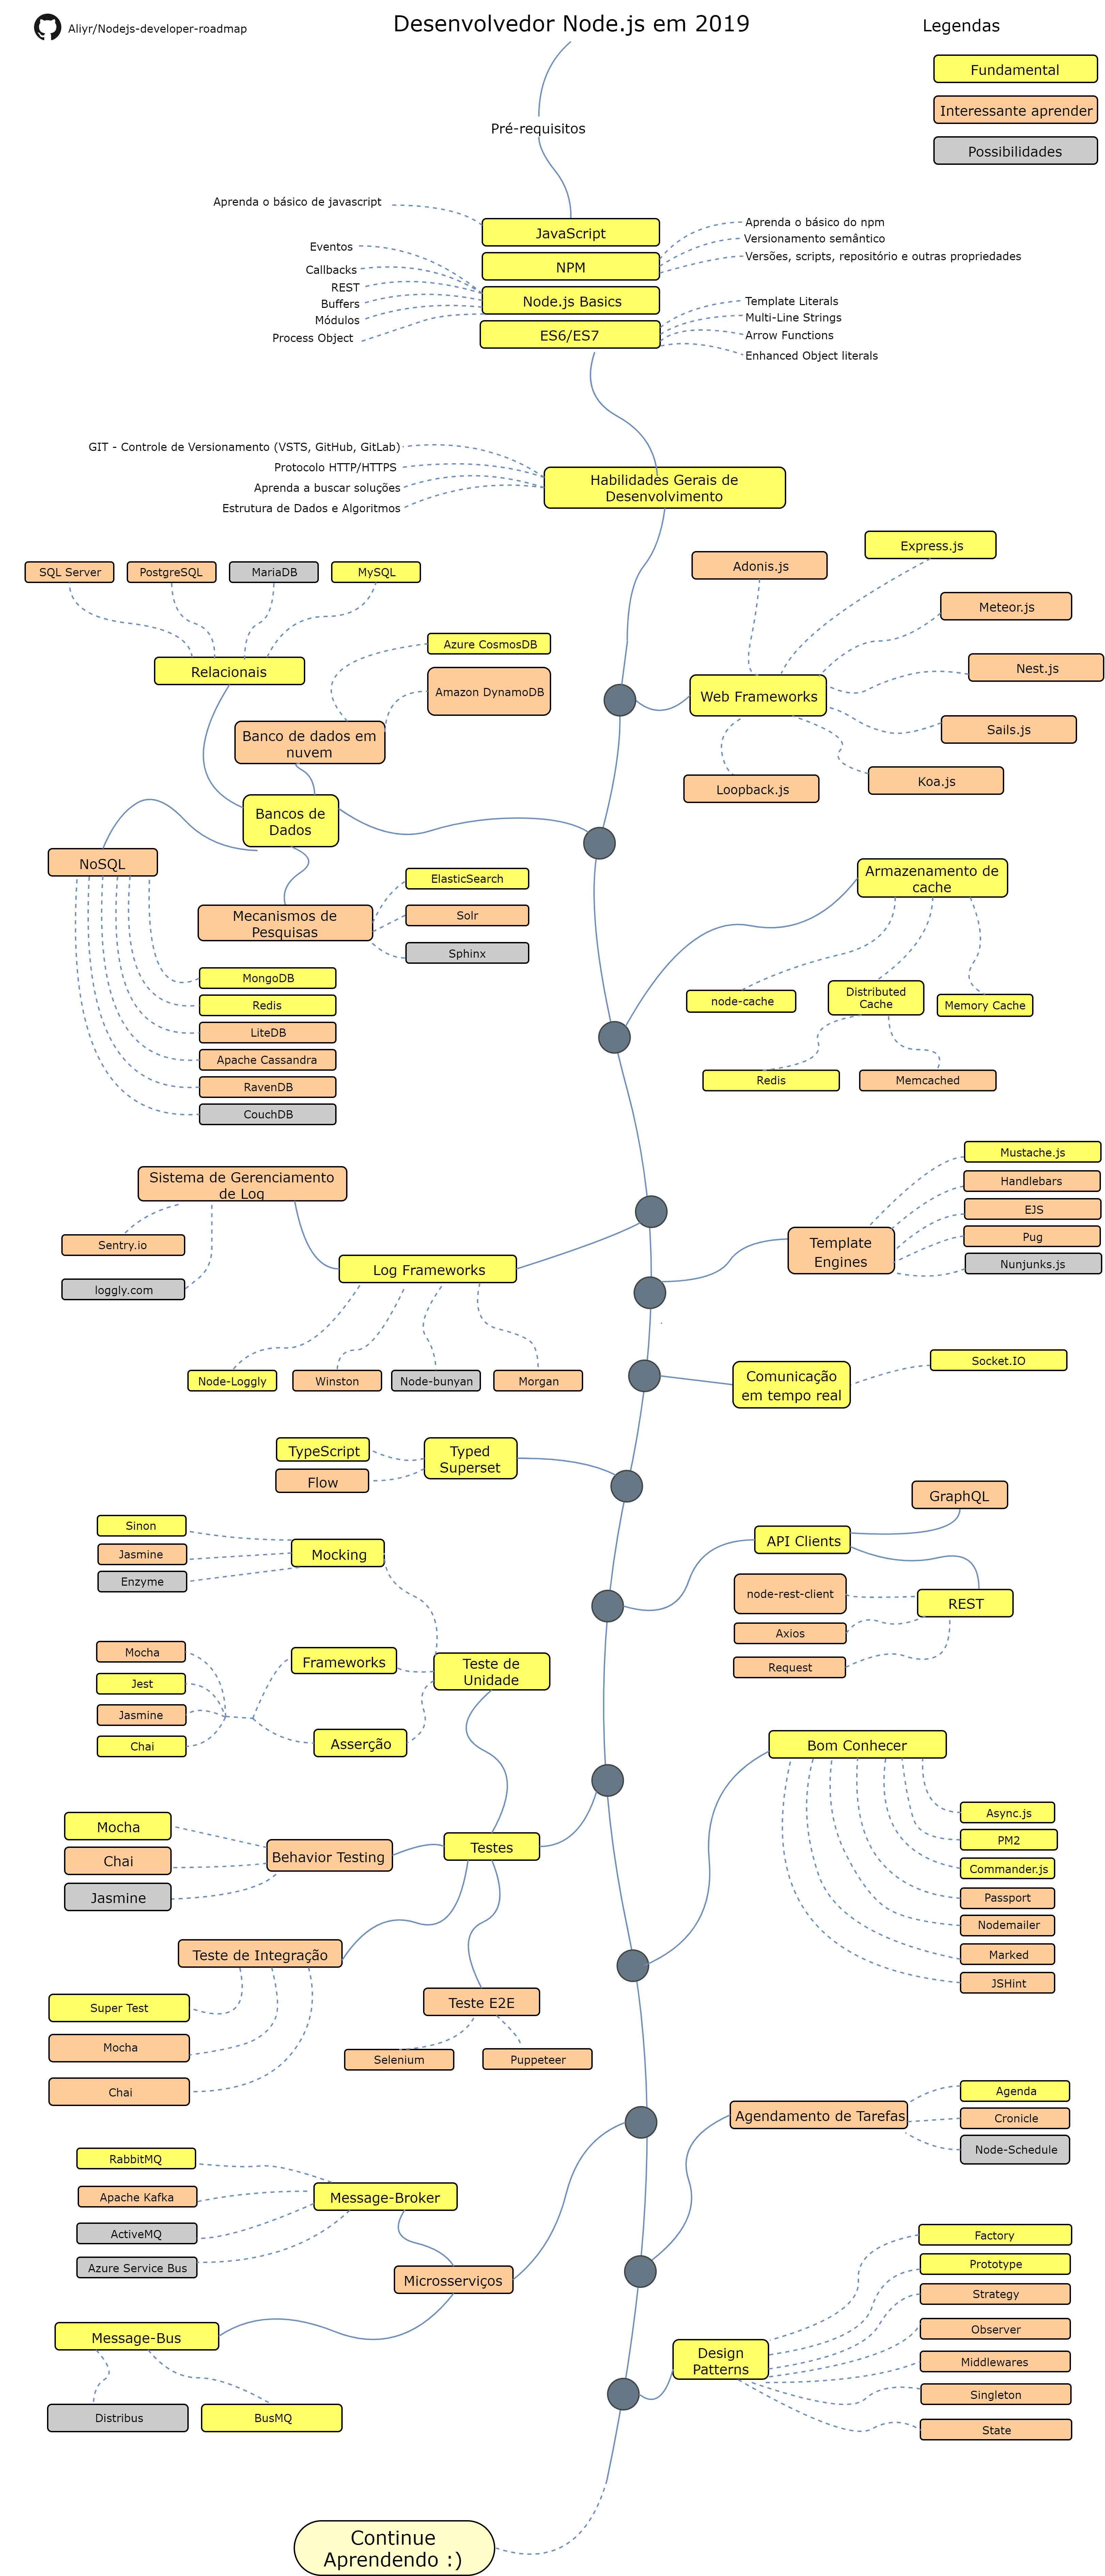 Aliyr/Nodejs-developer-roadmap
Desenvolvedor Node.js em 2019
Legendas
Fundamental
Interessante aprender
Possibilidades
Pré-requisitos
Aprenda o básico de javascript
JavaScript
NPM
Node.js Basics
ES6/ES7
Aprenda o básico do npm
Versionamento semântico
Versões, scripts, repositório e outras propriedades
Eventos
Callbacks
REST
Buffers
Módulos
Process Object
Template Literals
Multi-Line Strings
Arrow Functions
Enhanced Object literals
GIT - Controle de Versionamento (VSTS, GitHub, GitLab)
Protocolo HTTP/HTTPS
Aprenda a buscar soluções
Estrutura de Dados e Algoritmos
Habilidades Gerais de
Desenvolvimento
Express.js
Adonis.js
Meteor.js
Nest.js
Web Frameworks
Sails.js
Koa.js
Loopback.js
SQL Server
PostgreSQL
MariaDB
MySQL
Relacionais
Azure CosmosDB
Amazon DynamoDB
Banco de dados em
nuvem
Bancos de
Dados
NoSQL
Mecanismos de
Pesquisas
ElasticSearch
Solr
Sphinx
MongoDB
Redis
LiteDB
Apache Cassandra
RavenDB
CouchDB
Armazenamento de
cache
node-cache
Distributed
Cache
Memory Cache
Redis
Memcached
Sistema de Gerenciamento
de Log
Sentry.io
loggly.com
Log Frameworks
Node-Loggly
Winston
Node-bunyan
Morgan
Template
Engines
Mustache.js
Handlebars
EJS
Pug
Nunjunks.js
Comunicação
em tempo real
Socket.IO
TypeScript
Flow
Typed
Superset
GraphQL
API Clients
REST
node-rest-client
Axios
Request
Sinon
Jasmine
Enzyme
Mocking
Mocha
Jest
Jasmine
Chai
Frameworks
Asserção
Teste de
Unidade
Bom Conhecer
Async.js
PM2
Commander.js
Passport
Nodemailer
Marked
JSHint
Mocha
Chai
Jasmine
Behavior Testing
Testes
Teste de Integração
Super Test
Mocha
Chai
Teste E2E
Selenium
Puppeteer
Agendamento de Tarefas
Agenda
Cronicle
Node-Schedule
RabbitMQ
Apache Kafka
ActiveMQ
Azure Service Bus
Message-Broker
Microsserviços
Message-Bus
Distribus
BusMQ
Design
Patterns
Factory
Prototype
Strategy
Observer
Middlewares
Singleton
State
Continue
Aprendendo :)